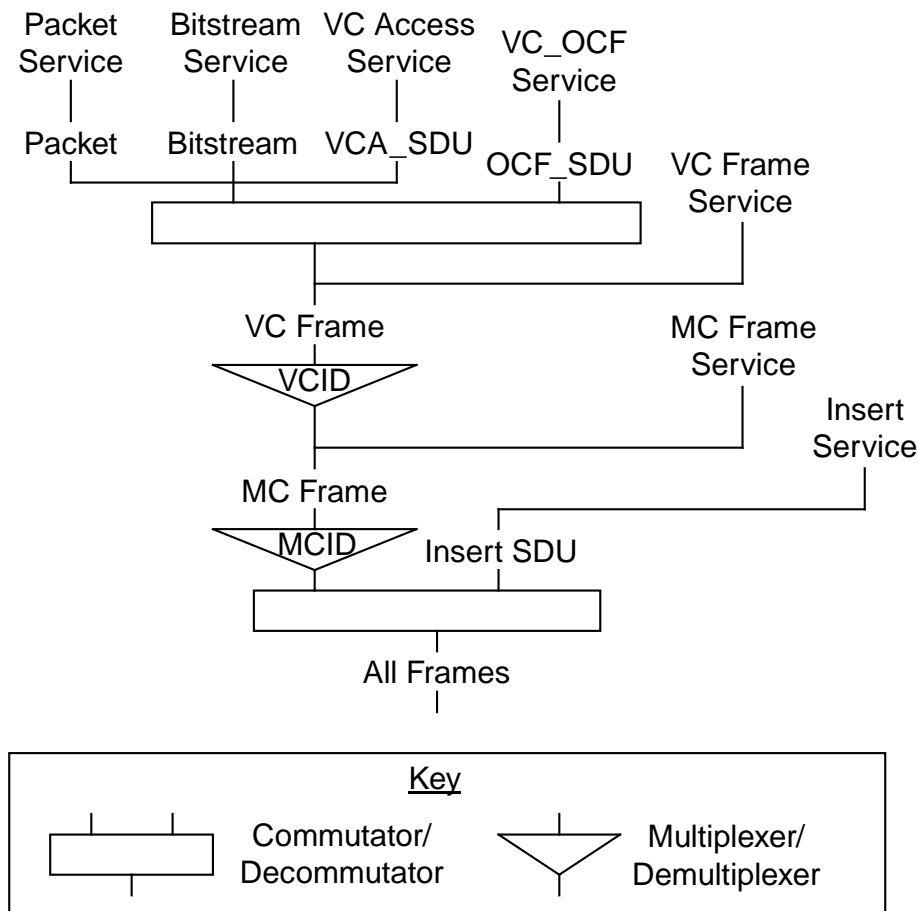 Packet
Service
Bitstream
Service
VC Access
Service
VC_OCF
Service
Packet
Bitstream
VCA_SDU
OCF_SDU
VC Frame
Service
VC Frame
VCID
MC Frame
Service
Insert
Service
MC Frame
MCID
Insert SDU
All Frames
Key
Commutator/
Decommutator
Multiplexer/
Demultiplexer